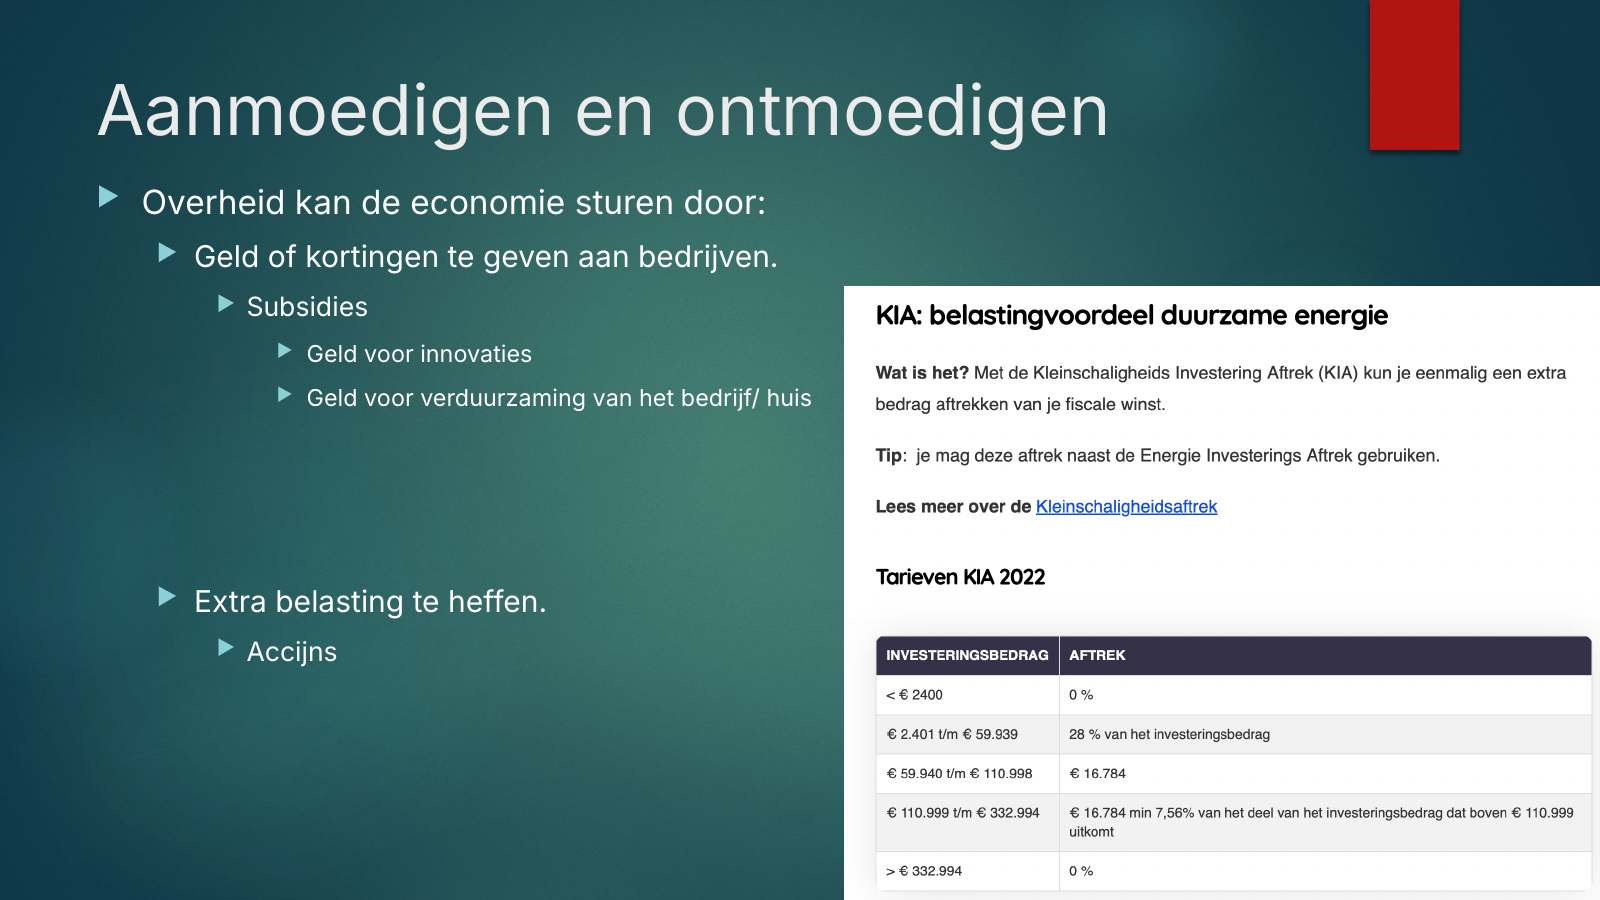 Aanmoedigen en ontmoedigen
Overheid kan de economie sturen door:
Geld of kortingen te geven aan bedrijven.
Subsidies
Geld voor innovaties
Geld voor verduurzaming van het bedrijf/ huis
Extra belasting te heffen.
Accijns
KIA: belastingvoordeel duurzame energie
Wat is het? Met de Kleinschaligheids Investering Aftrek (KIA) kun je eenmalig een extra
bedrag aftrekken van je fiscale winst.
Tip: je mag deze aftrek naast de Energie Investerings Aftrek gebruiken.
Lees meer over de Kleinschaligheidsaftrek
Tarieven KIA 2022
INVESTERINGSBEDRAG AFTREK
< € 2400 0 %
€ 2.401 t/m € 59.939 28 % van het investeringsbedrag
€ 59.940 t/m € 110.998 € 16.784
€ 110.999 t/m € 332.994 € 16.784 min 7,56% van het deel van het investeringsbedrag dat boven € 110.999
uitkomt
> € 332.994 0 %